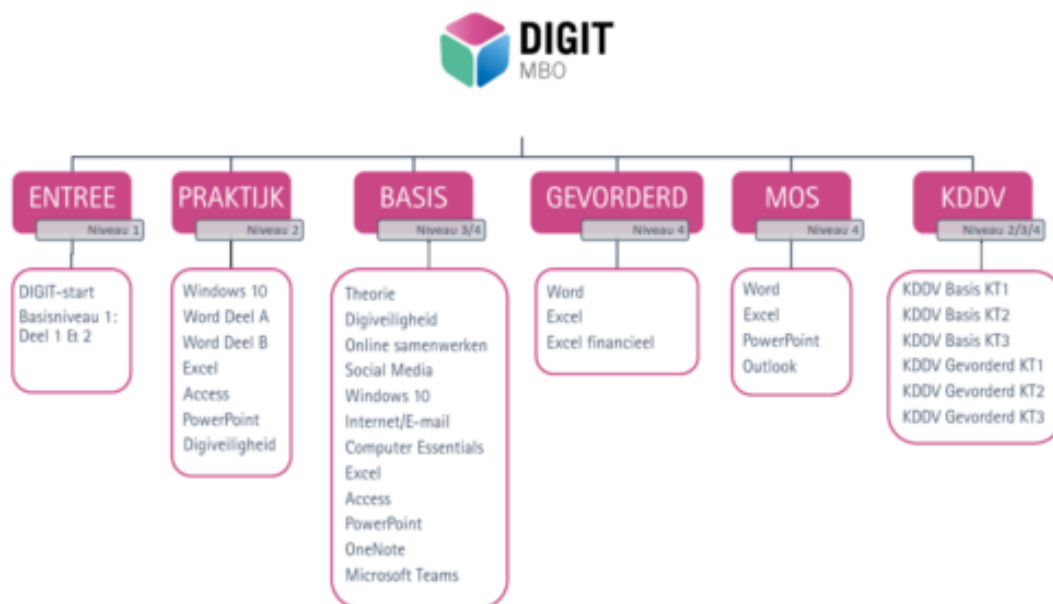 DIGIT
MBO
ENTREE
Niveau 1
DIGIT-start
Basisniveau 1:
Deel 1 & 2
PRAKTIJK
Niveau 2
Windows 10
Word Deel A
Word Deel B
Excel
Access
PowerPoint
Digiveiligheid
BASIS
Niveau 3/4
Theorie
Digiveiligheid
Online samenwerken
Social Media
Windows 10
Internet/E-mail
Computer Essentials
Excel
Access
PowerPoint
OneNote
Microsoft Teams
GEVORDERD
Niveau 4
Word
Excel
Excel financieel
MOS
Niveau 4
Word
Excel
PowerPoint
Outlook
KDDV
Niveau 2/3/4
KDDV Basis KT1
KDDV Basis KT2
KDDV Basis KT3
KDDV Gevorderd KT1
KDDV Gevorderd KT2
KDDV Gevorderd KT3